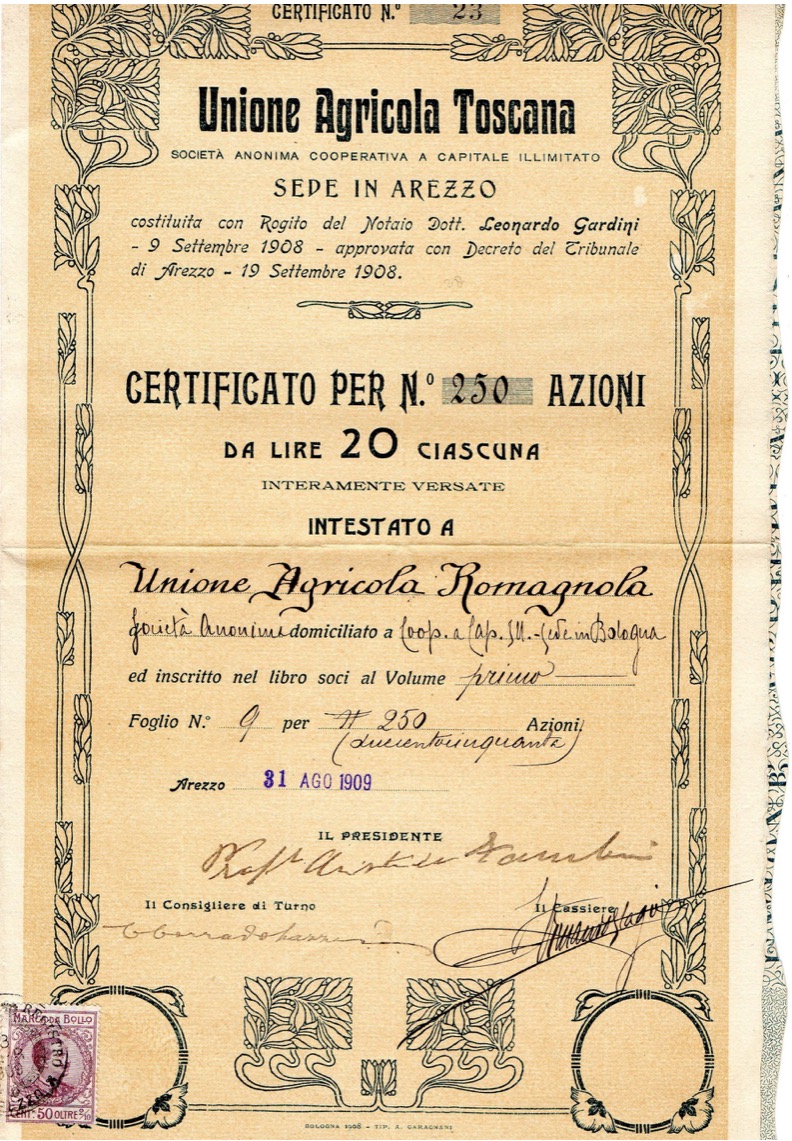 CERTIFICATO N.º 23
Unione Agricola Toscana
SOCIETÀ ANONIMA COOPERATIVA A CAPITALE ILLIMITATO
SEDE IN AREZZO
costituita con Rogito del Notaio Dott. Leonardo Gardini
- 9 Settembre 1908 - approvata con Decreto del Tribunale
di Arezzo - 19 Settembre 1908.
CERTIFICATO PER N.º 250 AZIONI
DA LIRE 20 CIASCUNA
INTERAMENTE VERSATE
INTESTATO A
Unione Agricola Romagnola
Società Anonima domiciliato a Coop. a Cap. Ill. - Sede in Bologna
ed inscritto nel libro soci al Volume primo
Foglio N.º 9 per # 250 Azioni
(duecentocinquanta)
Arezzo 31 AGO 1909
IL PRESIDENTE
Il Consigliere di Turno Il Cassiere
MARCA DA BOLLO
CENT. 50 OLTRE 2/10
BOLOGNA 1908 - TIP. A. GARAGNANI